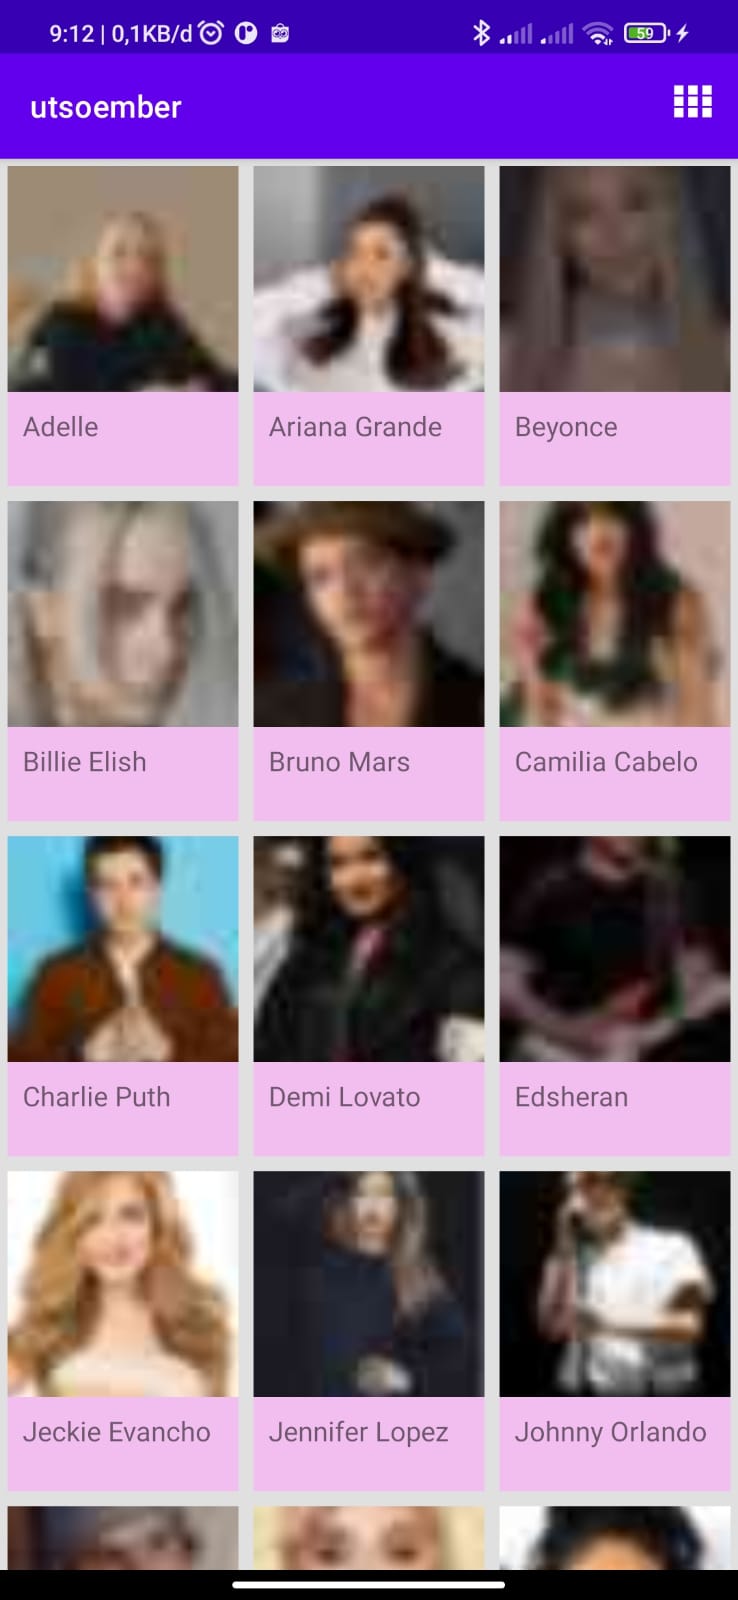 9:12 | 0,1KB/d
59
utsoember
Adelle
Ariana Grande
Beyonce
Billie Elish
Bruno Mars
Camilia Cabelo
Charlie Puth
Demi Lovato
Edsheran
Jeckie Evancho
Jennifer Lopez
Johnny Orlando